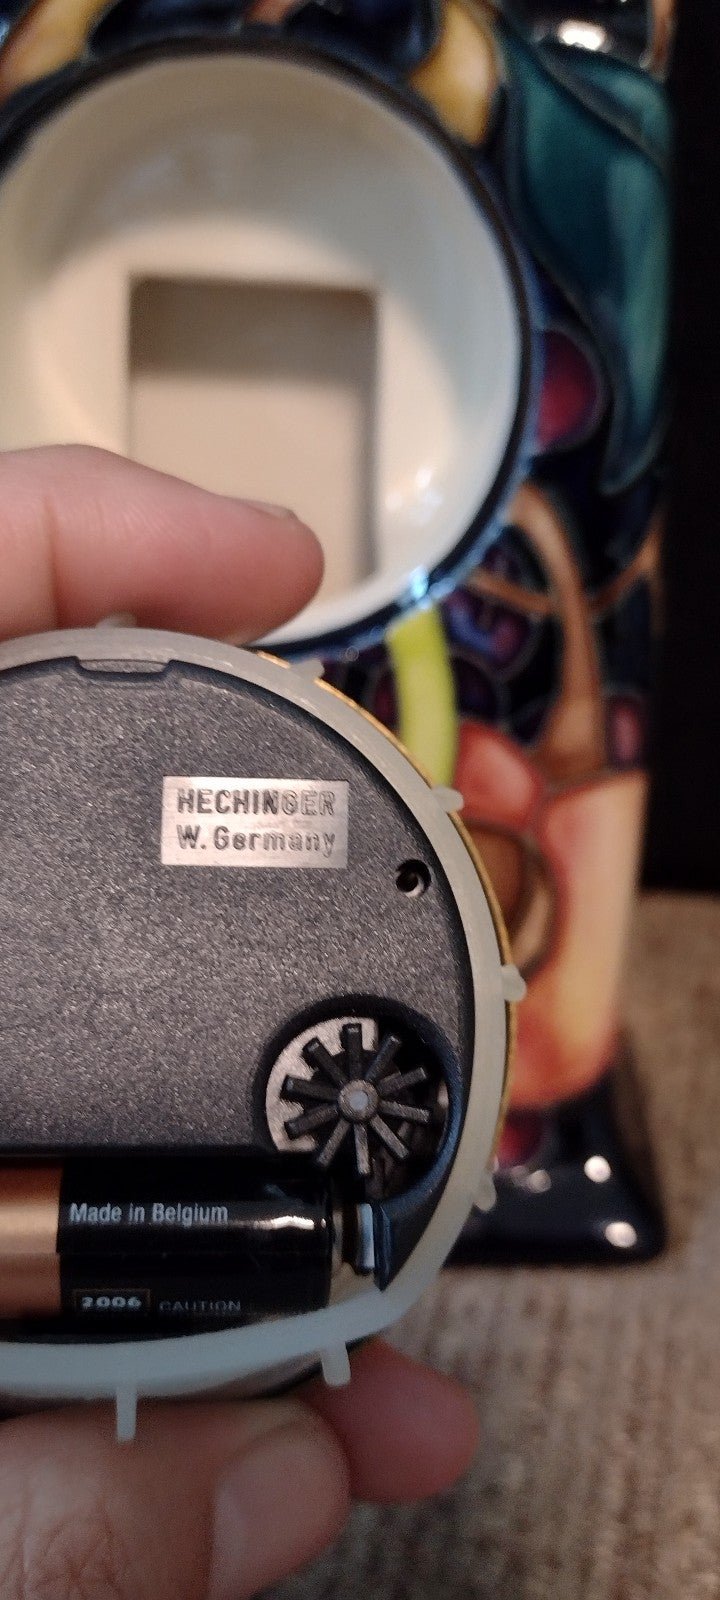 HECHINGER
W. Germany
Made in Belgium
2006 CAUTION